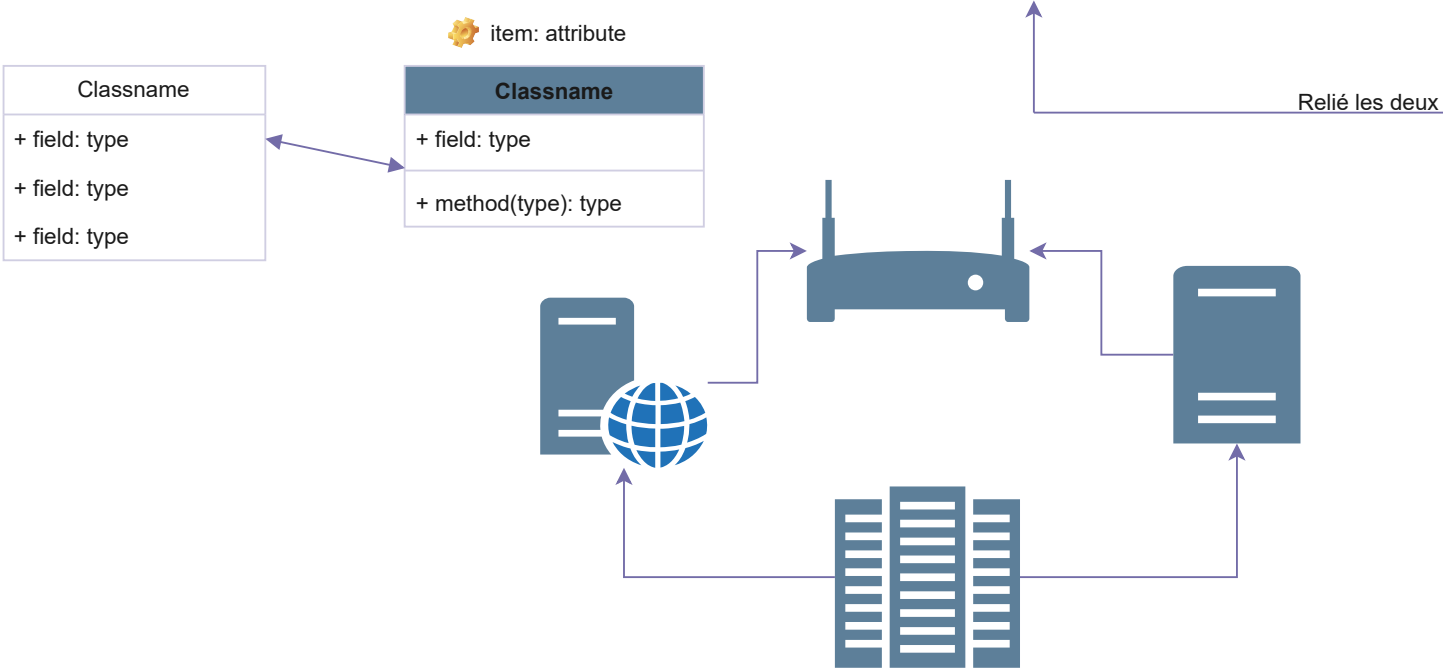 item: attribute
Classname
+ field: type
+ field: type
+ field: type
Classname
+ field: type
+ method(type): type
Relié les deux